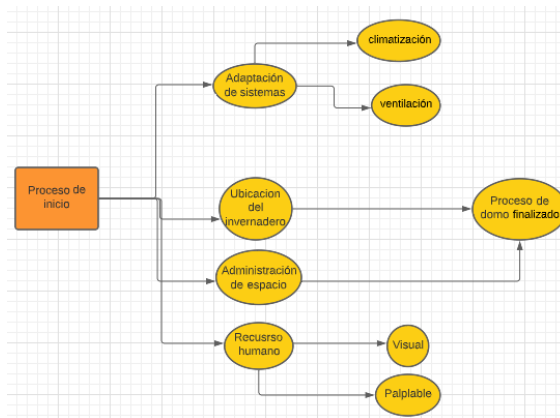 climatización
Adaptación
de sistemas
ventilación
Proceso de
inicio
Ubicacion
del
invernadero
Proceso de
domo finalizado
Administración
de espacio
Recusrso
humano
Visual
Palplable